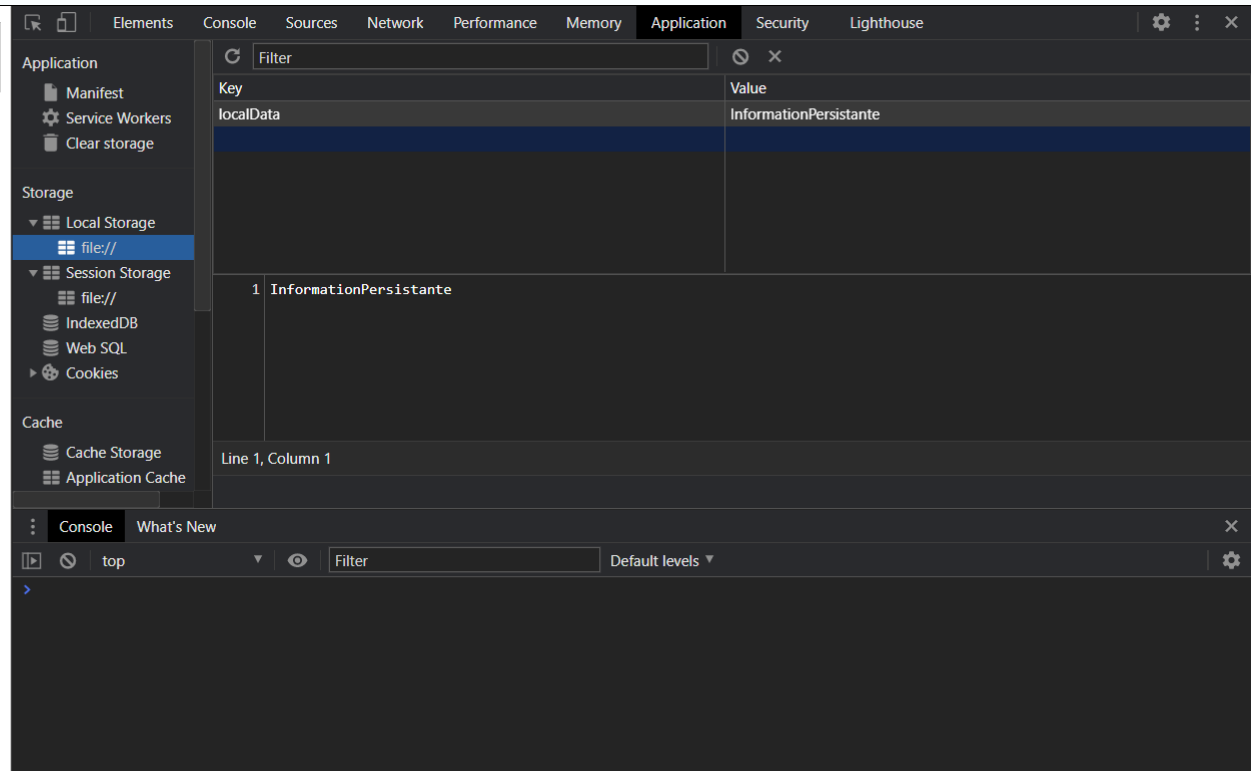 Elements Console Sources Network Performance Memory Application Security Lighthouse
Application
Manifest
Service Workers
Clear storage
Storage
Local Storage
file://
Session Storage
file://
IndexedDB
Web SQL
Cookies
Cache
Cache Storage
Application Cache
Filter
Key Value
localData InformationPersistante
1 InformationPersistante
Line 1, Column 1
Console What's New
top Filter Default levels